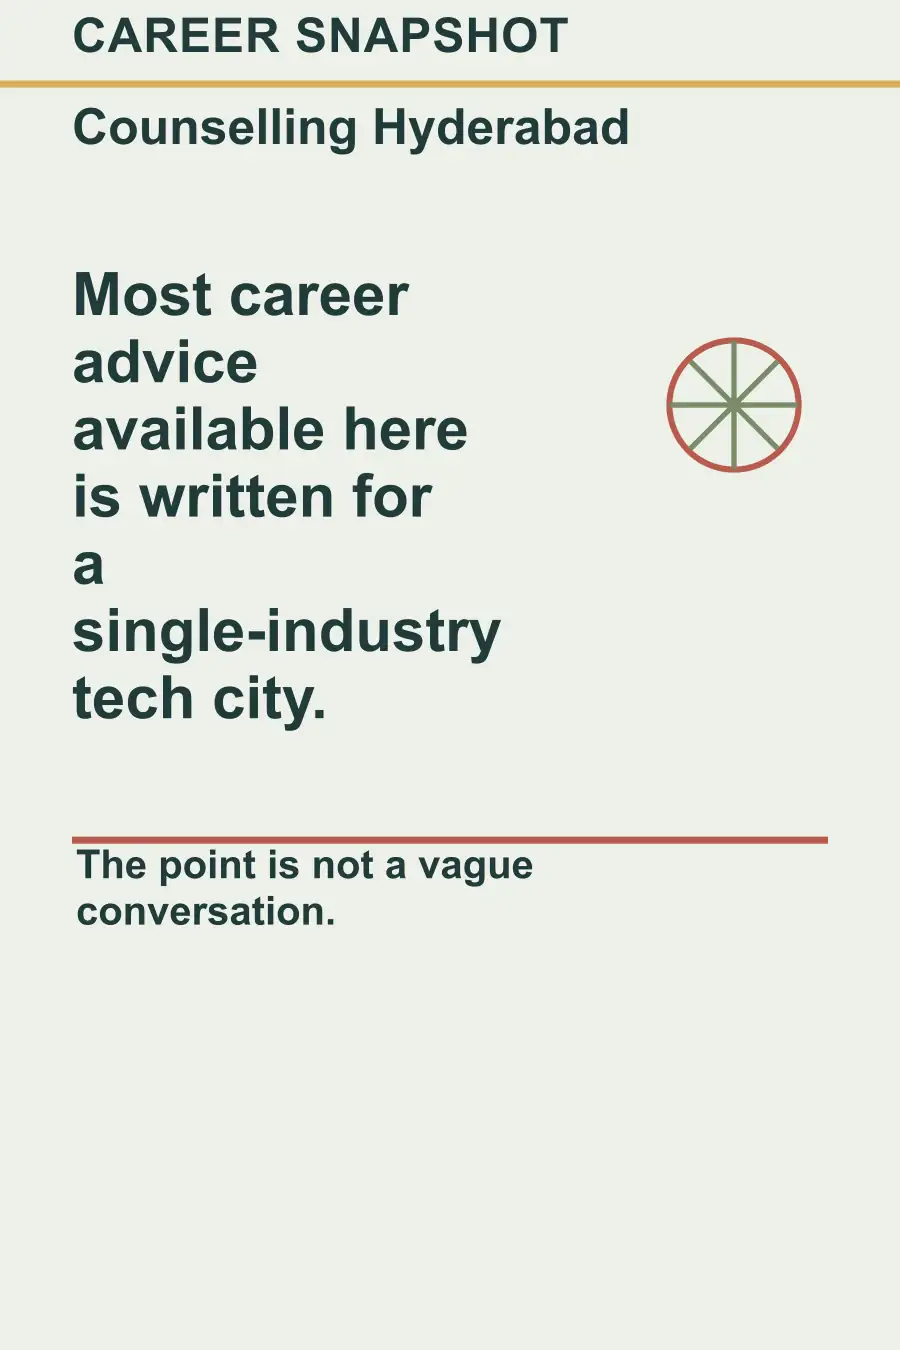 CAREER SNAPSHOT
Counselling Hyderabad
Most career
advice
available here
is written for
a
single-industry
tech city.
The point is not a vague
conversation.